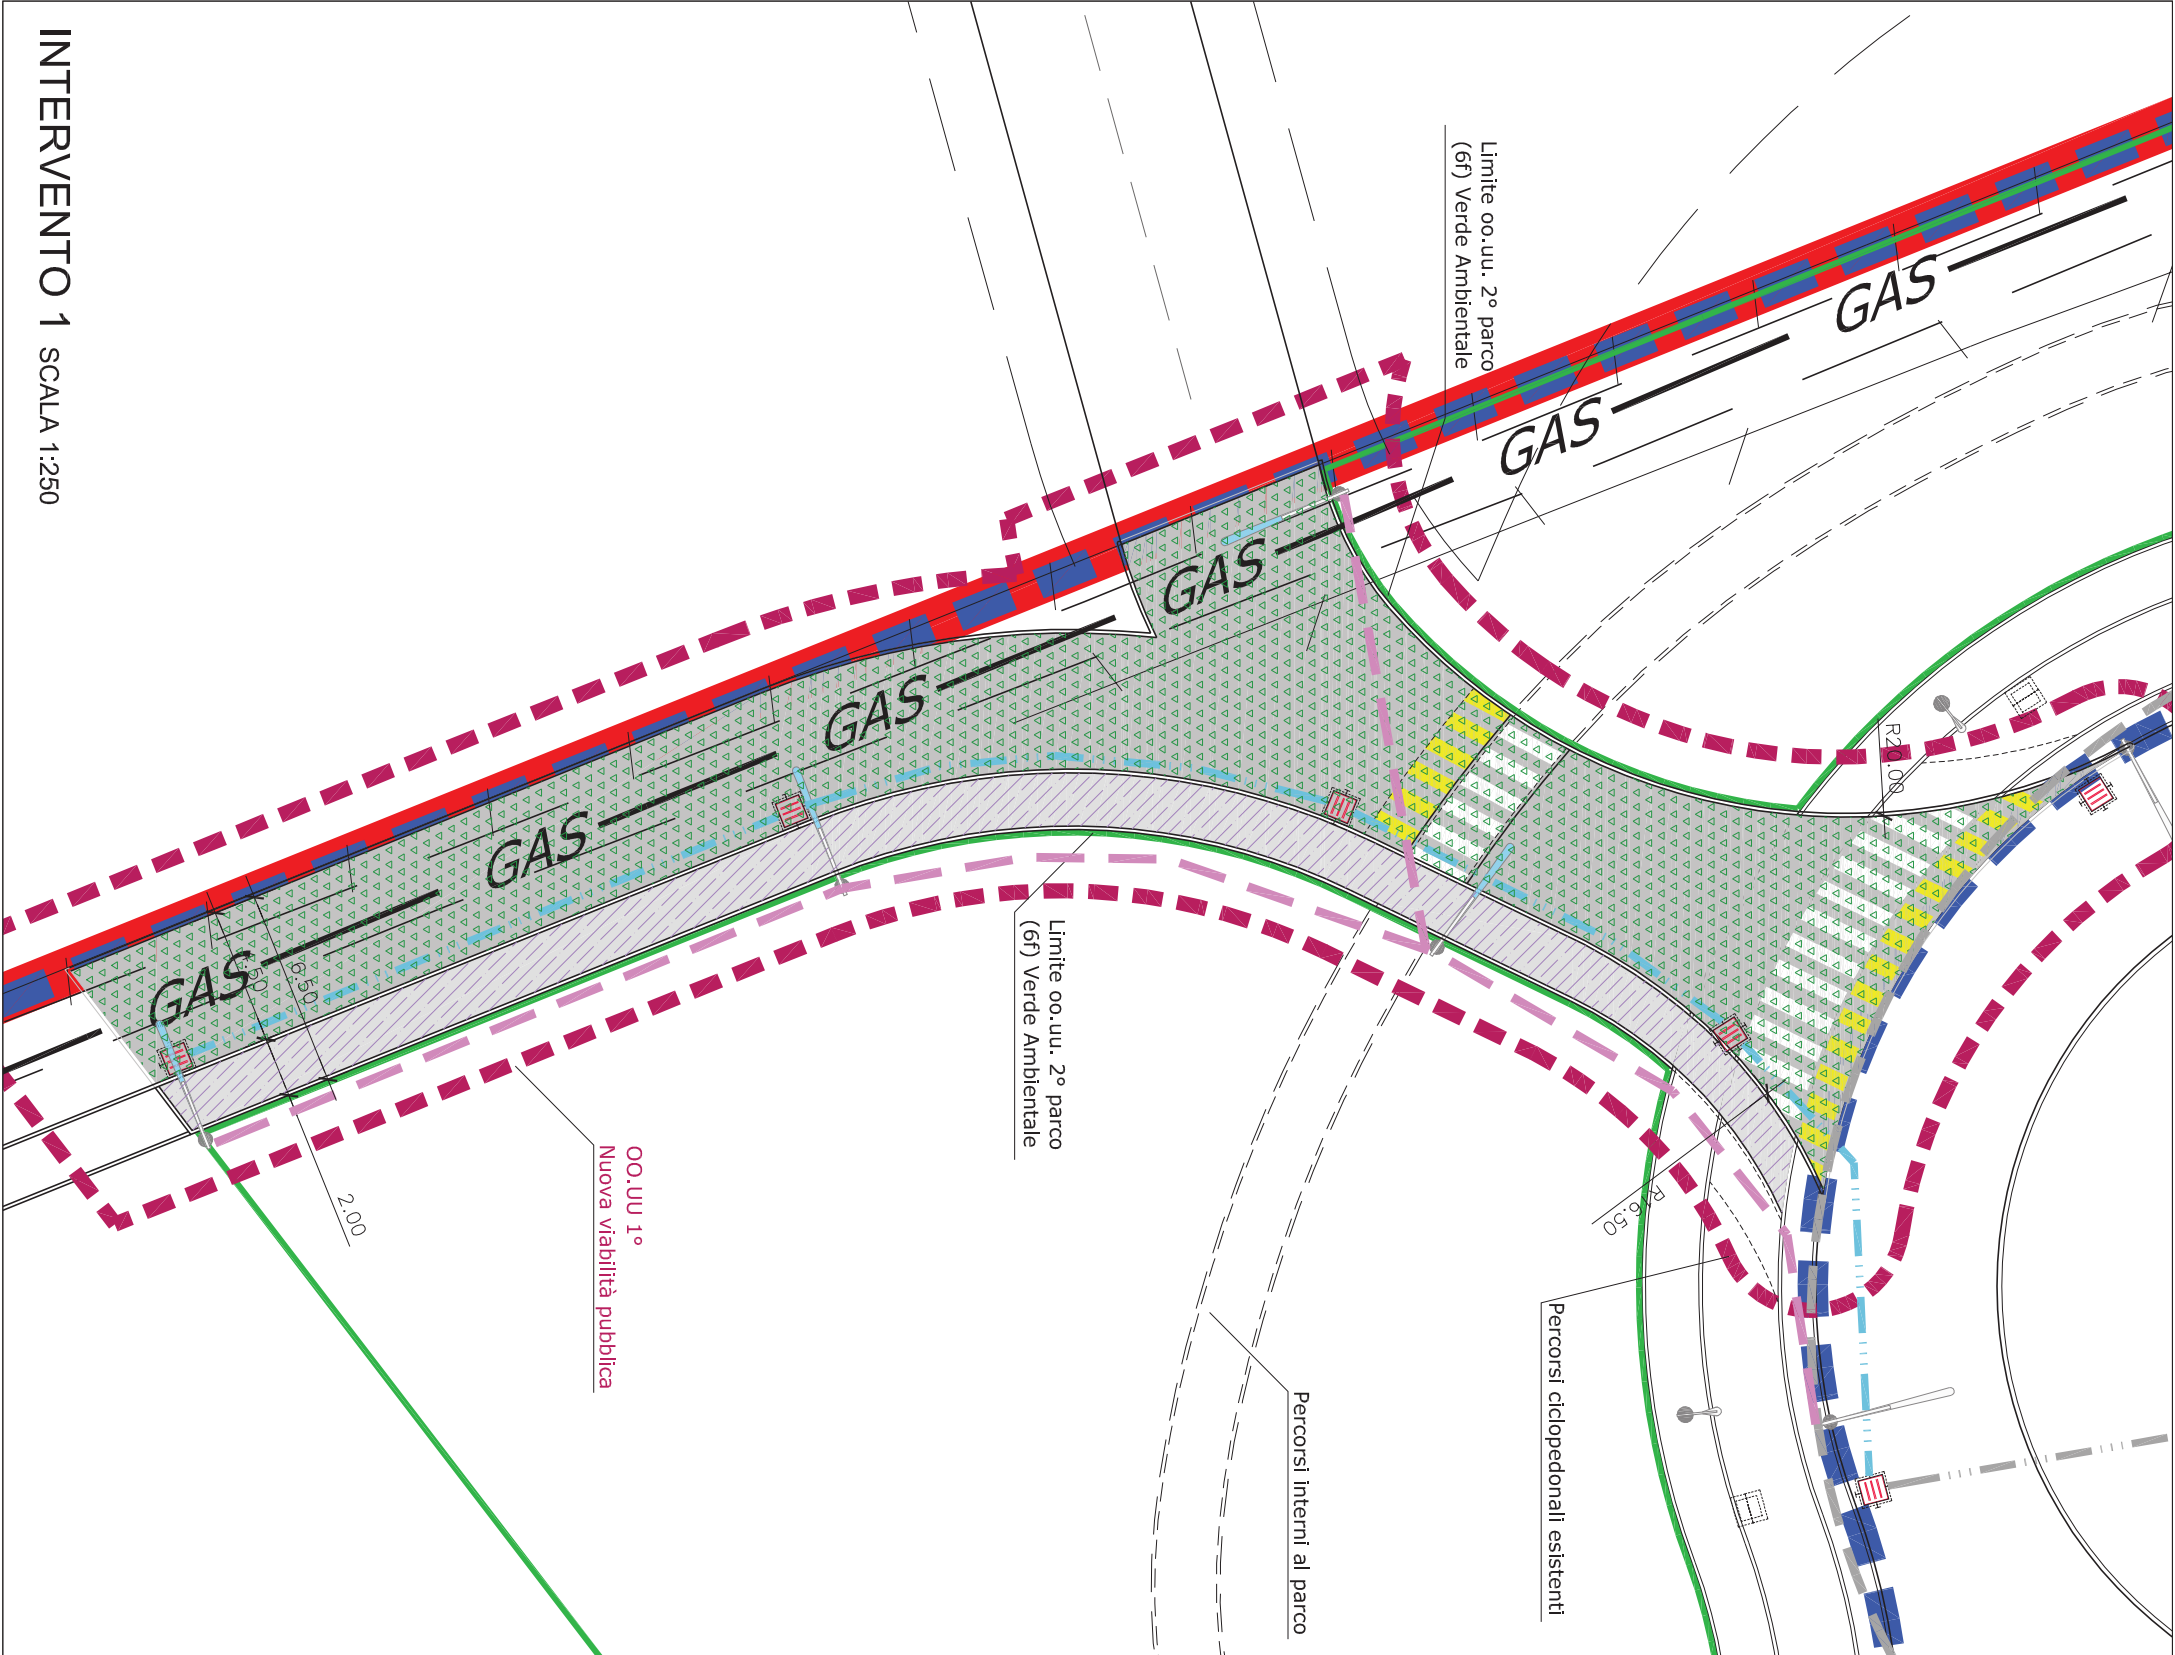 INTERVENTO 1 SCALA 1:250
Limite oo.uu. 2° parco
(6f) Verde Ambientale
GAS
GAS
GAS
GAS
GAS
GAS
R20.00
6.50
2.00
R16.50
Limite oo.uu. 2° parco
(6f) Verde Ambientale
OO.UU 1°
Nuova viabilità pubblica
Percorsi interni al parco
Percorsi ciclopedonali esistenti